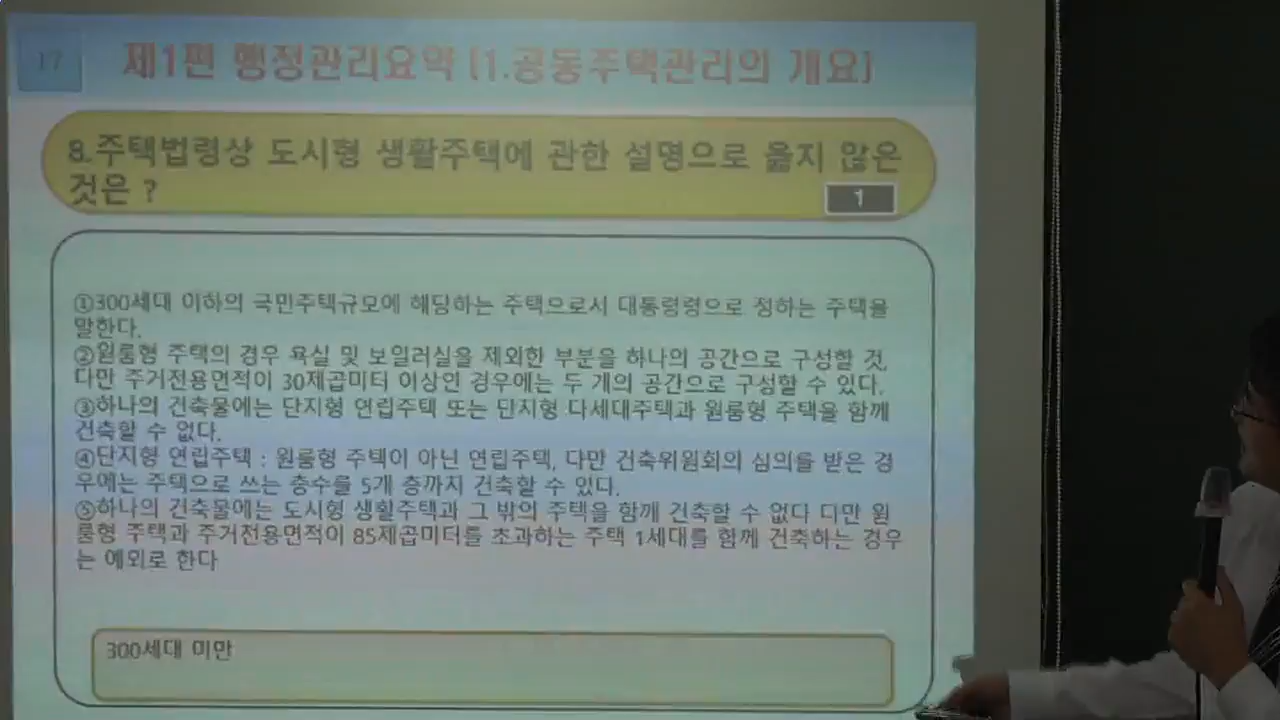 17
제1편 행정관리요약 [1.공동주택관리의 개요]
8.주택법령상 도시형 생활주택에 관한 설명으로 옳지 않은
것은 ?
1
①300세대 이하의 국민주택규모에 해당하는 주택으로서 대통령령으로 정하는 주택을
말한다.
②원룸형 주택의 경우 욕실 및 보일러실을 제외한 부분을 하나의 공간으로 구성할 것,
다만 주거전용면적이 30제곱미터 이상인 경우에는 두 개의 공간으로 구성할 수 있다.
③하나의 건축물에는 단지형 연립주택 또는 단지형 다세대주택과 원룸형 주택을 함께
건축할 수 없다.
④단지형 연립주택 : 원룸형 주택이 아닌 연립주택, 다만 건축위원회의 심의를 받은 경
우에는 주택으로 쓰는 층수를 5개 층까지 건축할 수 있다.
⑤하나의 건축물에는 도시형 생활주택과 그 밖의 주택을 함께 건축할 수 없다 다만 원
룸형 주택과 주거전용면적이 85제곱미터를 초과하는 주택 1세대를 함께 건축하는 경우
는 예외로 한다
300세대 미만